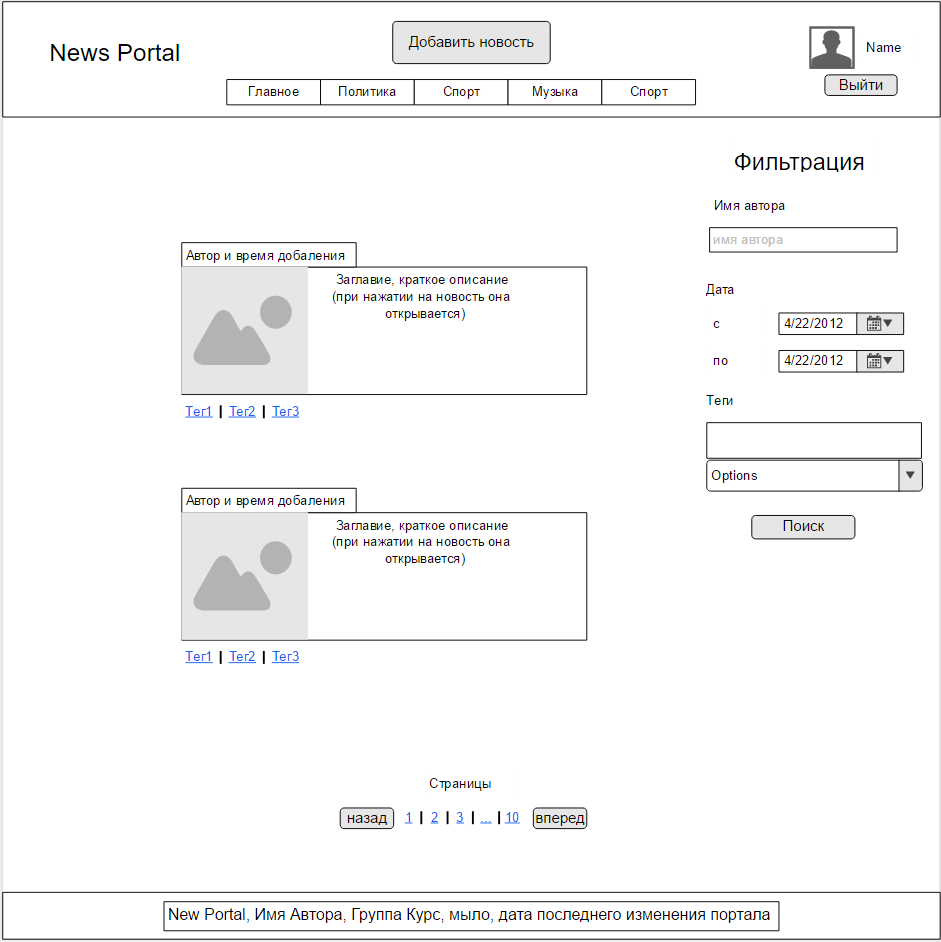 News Portal
Добавить новость
Name
Выйти
Главное
Политика
Спорт
Музыка
Спорт
Фильтрация
Имя автора
имя автора
Дата
с
4/22/2012
по
4/22/2012
Теги
Options
Поиск
Автор и время добаления
Заглавие, краткое описание
(при нажатии на новость она
открывается)
Тег1 | Тег2 | Тег3
Автор и время добаления
Заглавие, краткое описание
(при нажатии на новость она
открывается)
Тег1 | Тег2 | Тег3
Страницы
назад 1 | 2 | 3 | ... | 10 вперед
New Portal, Имя Автора, Группа Курс, мыло, дата последнего изменения портала